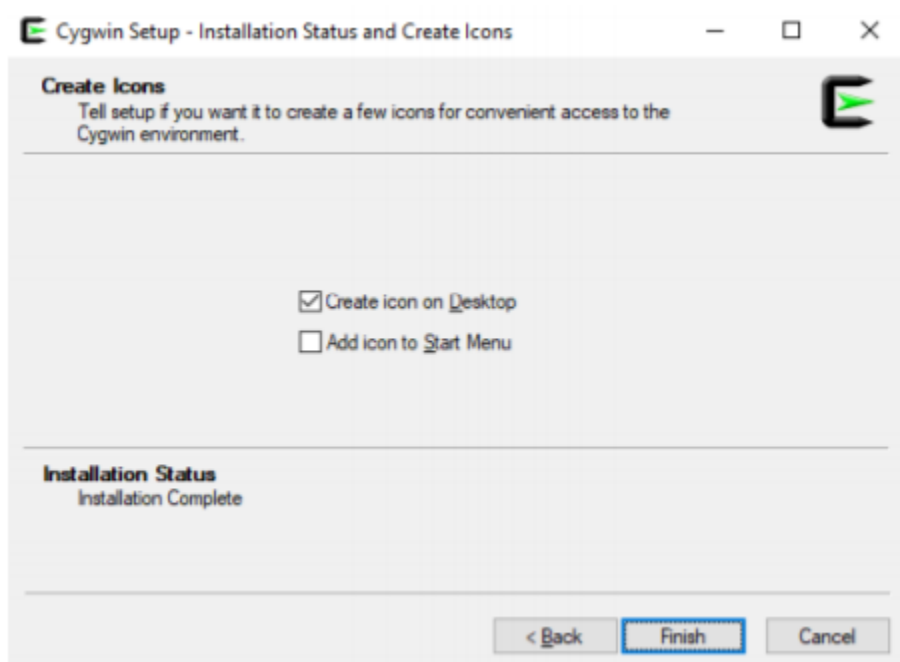 Cygwin Setup - Installation Status and Create Icons
Create Icons
Tell setup if you want it to create a few icons for convenient access to the
Cygwin environment.
Create icon on Desktop
Add icon to Start Menu
Installation Status
Installation Complete
< Back Finish Cancel